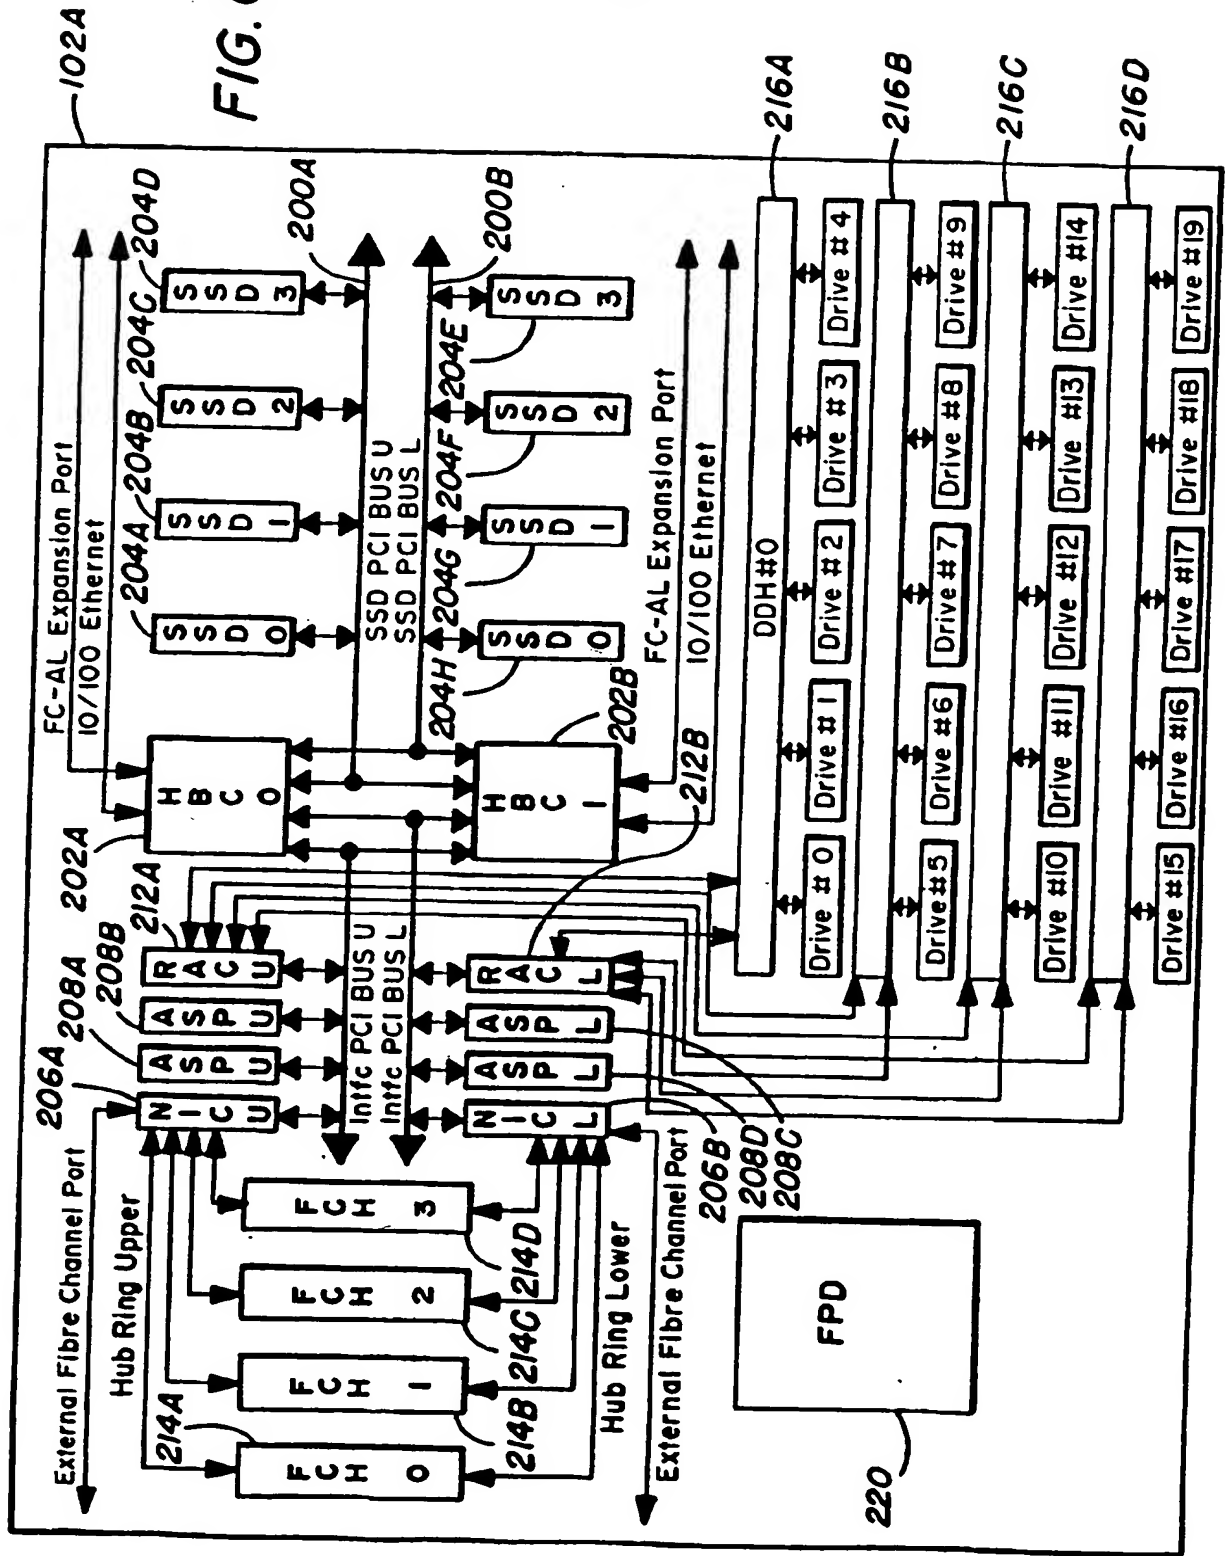 FIG.
102A
External Fibre Channel Port
Hub Ring Upper
214A
FCH 0
214B
FCH 1
214C
FCH 2
214D
FCH 3
Hub Ring Lower
External Fibre Channel Port
206A
NIC U
208A
ASP U
208B
ASP U
212A
RAC U
202A
HBC 0
Intfc PCI BUS U
Intfc PCI BUS L
NIC L
206B
ASP L
208D
ASP L
208C
RAC L
212B
HBC 1
202B
FC-AL Expansion Port
10/100 Ethernet
204A
SSD 0
204B
SSD 1
204C
SSD 2
204D
SSD 3
200A
SSD PCI BUS U
SSD PCI BUS L
200B
204H
SSD 0
204G
SSD 1
204F
SSD 2
204E
SSD 3
FC-AL Expansion Port
10/100 Ethernet
DDH#0
216A
Drive # 0
Drive # 1
Drive # 2
Drive # 3
Drive # 4
216B
Drive #5
Drive #6
Drive #7
Drive #8
Drive #9
216C
Drive #10
Drive #11
Drive #12
Drive #13
Drive #14
216D
Drive #15
Drive #16
Drive #17
Drive #18
Drive #19
FPD
220